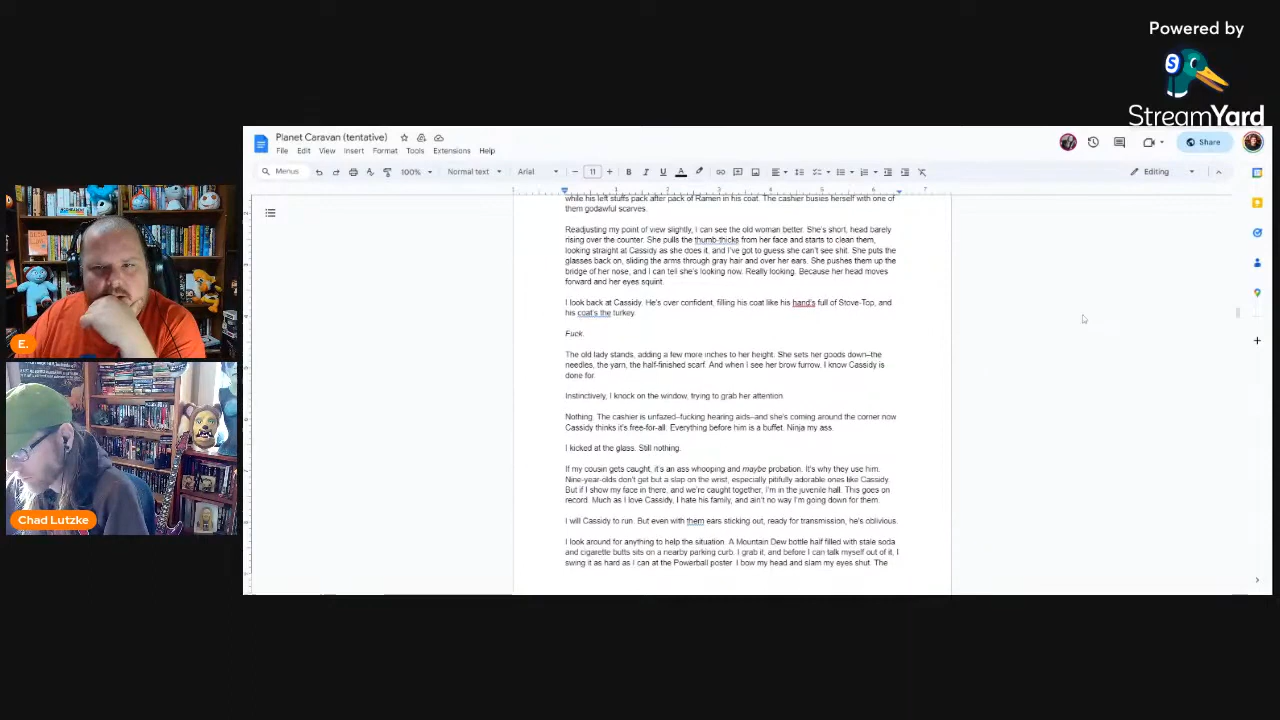 Powered by
S
StreamYard
Planet Caravan (tentative)
File Edit View Insert Format Tools Extensions Help
Share
Menus 100% Normal text Arial 11 Editing
1 1 2 3 4 5 6 7
while his left stuffs pack after pack of Ramen in his coat. The cashier busies herself with one of
them godawful scarves.
Readjusting my point of view slightly, I can see the old woman better. She's short, head barely
rising over the counter. She pulls the thumb-thicks from her face and starts to clean them,
looking straight at Cassidy as she does it, and I've got to guess she can't see shit. She puts the
glasses back on, sliding the arms through gray hair and over her ears. She pushes them up the
bridge of her nose, and I can tell she's looking now. Really looking. Because her head moves
forward and her eyes squint.
I look back at Cassidy. He's over confident, filling his coat like his hand's full of Stove-Top, and
his coat's the turkey.
Fuck.
The old lady stands, adding a few more inches to her height. She sets her goods down–the
needles, the yarn, the half-finished scarf. And when I see her brow furrow. I know Cassidy is
done for.
Instinctively, I knock on the window, trying to grab her attention
Nothing. The cashier is unfazed–fucking hearing aids–and she's coming around the corner now
Cassidy thinks it's free-for-all. Everything before him is a buffet. Ninja my ass.
I kicked at the glass. Still nothing.
If my cousin gets caught, it's an ass whooping and maybe probation. It's why they use him.
Nine-year-olds don't get but a slap on the wrist, especially pitifully adorable ones like Cassidy.
But if I show my face in there, and we're caught together, I'm in the juvenile hall. This goes on
record. Much as I love Cassidy, I hate his family, and ain't no way I'm going down for them.
I will Cassidy to run. But even with them ears sticking out, ready for transmission, he's oblivious.
I look around for anything to help the situation. A Mountain Dew bottle half filled with stale soda
and cigarette butts sits on a nearby parking curb. I grab it, and before I can talk myself out of it, I
swing it as hard as I can at the Powerball poster. I bow my head and slam my eyes shut. The
E.
Chad Lutzke